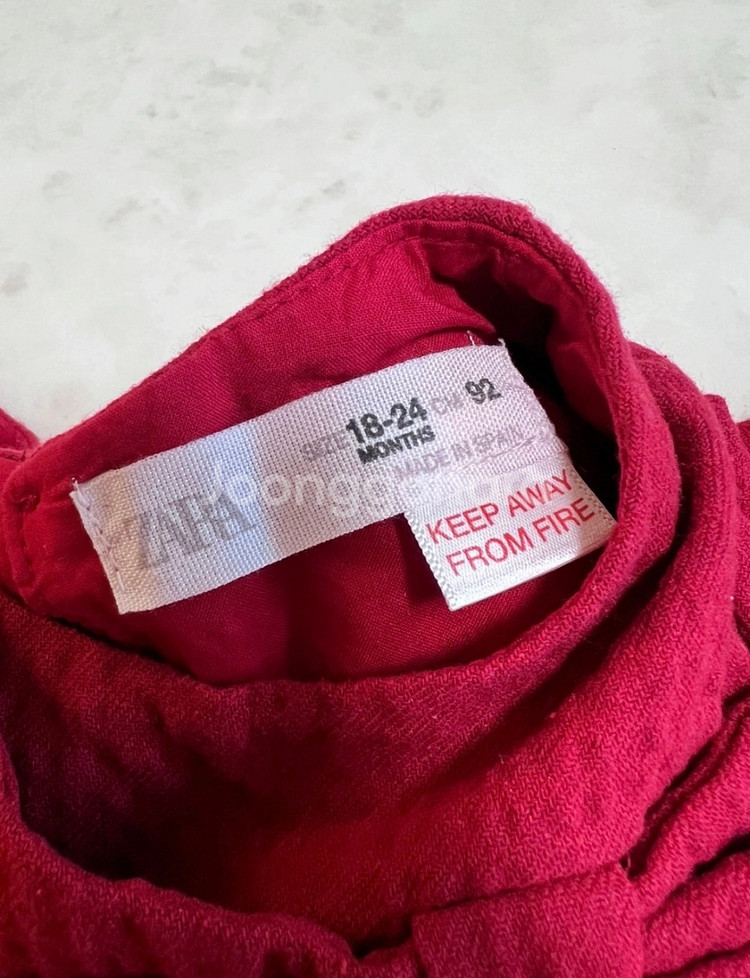 ZARA
SIZE 18-24 CM 92
MONTHS
MADE IN SPAIN
KEEP AWAY
FROM FIRE